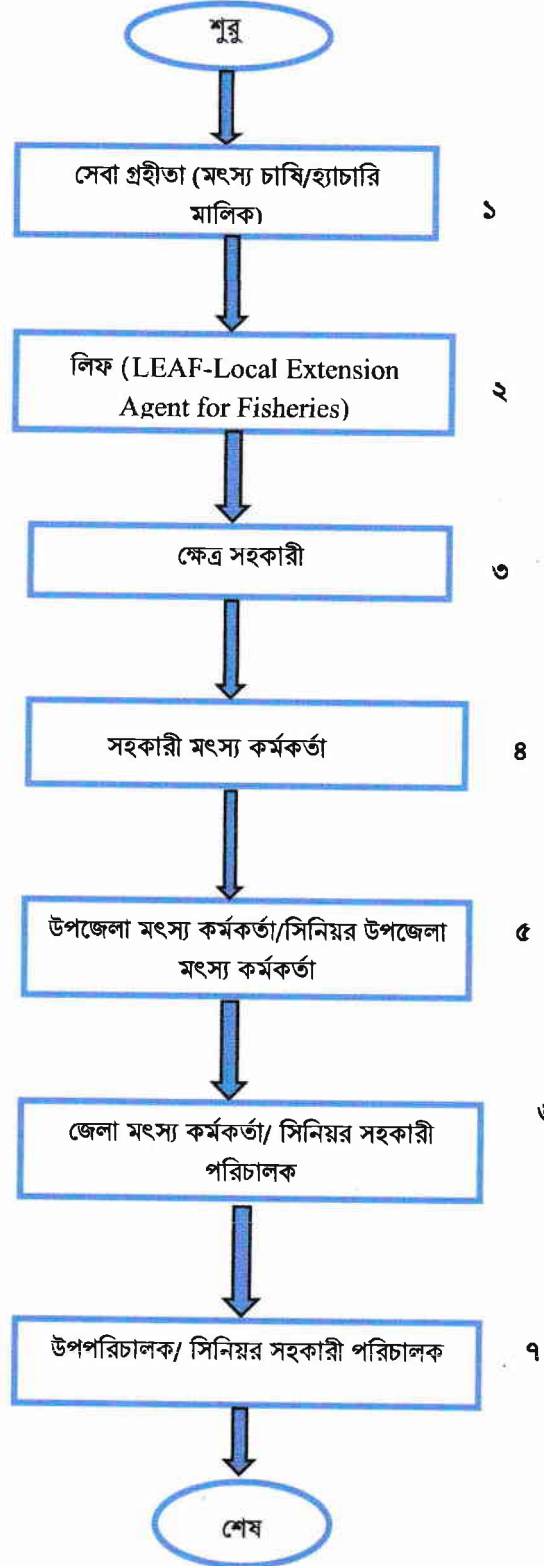 শুরু
সেবা গ্রহীতা (মৎস্য চাষি/হ্যাচারি
মালিক)
১
লিফ (LEAF-Local Extension
Agent for Fisheries)
২
ক্ষেত্র সহকারী
৩
সহকারী মৎস্য কর্মকর্তা
৪
উপজেলা মৎস্য কর্মকর্তা/সিনিয়র উপজেলা
মৎস্য কর্মকর্তা
৫
জেলা মৎস্য কর্মকর্তা/ সিনিয়র সহকারী
পরিচালক
উপপরিচালক/ সিনিয়র সহকারী পরিচালক
৭
শেষ